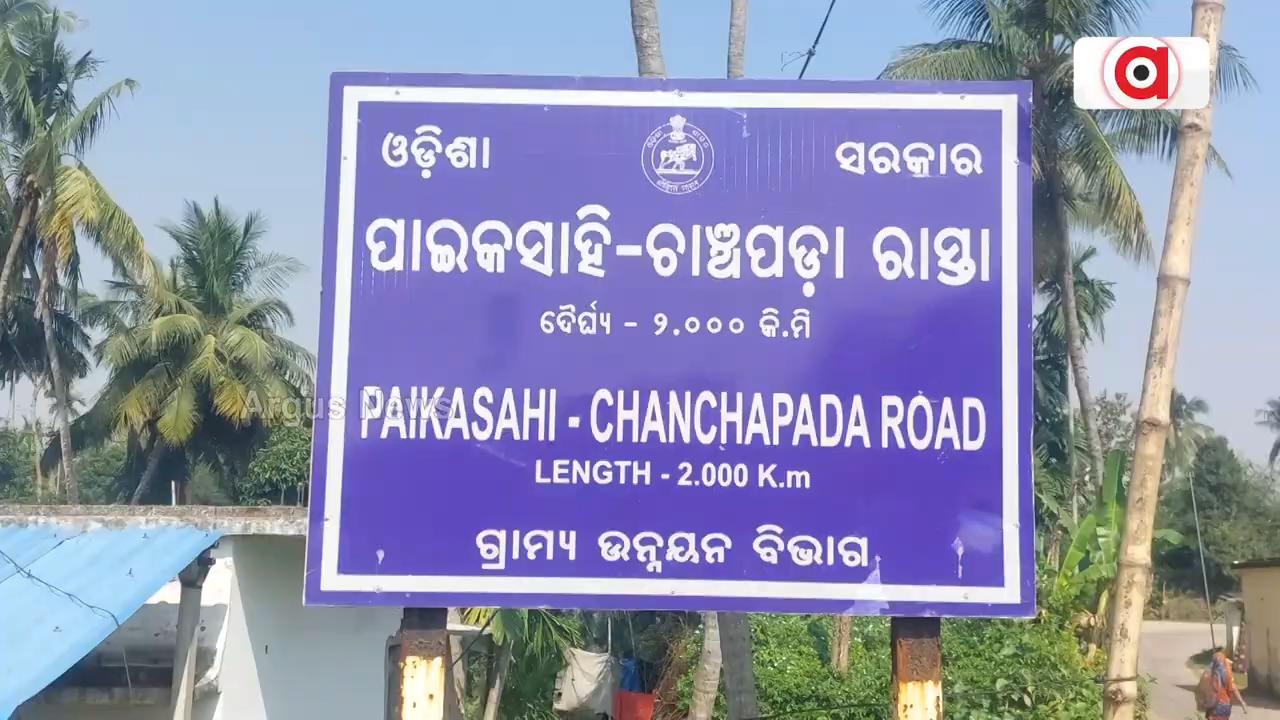 ଓଡ଼ିଶା ସରକାର
ପାଇକସାହି-ଚାଞ୍ଚପଡ଼ା ରାସ୍ତା
ଦୈର୍ଘ୍ୟ - ୨.୦୦୦ କି.ମି
PAIKASAHI - CHANCHAPADA ROAD
Argus News
LENGTH - 2.000 K.m
ଗ୍ରାମ୍ୟ ଉନ୍ନୟନ ବିଭାଗ